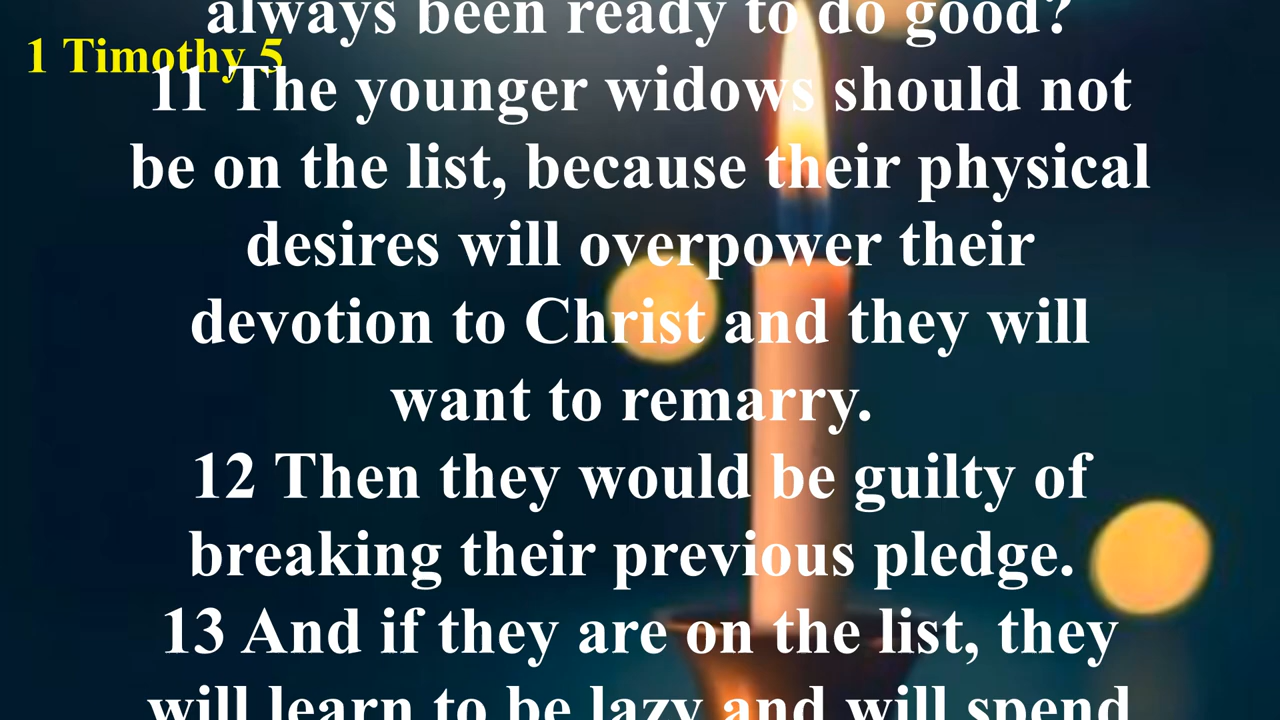 always been ready to do good?
1 Timothy 5
11 The younger widows should not
be on the list, because their physical
desires will overpower their
devotion to Christ and they will
want to remarry.
12 Then they would be guilty of
breaking their previous pledge.
13 And if they are on the list, they
will learn to be lazy and will spend